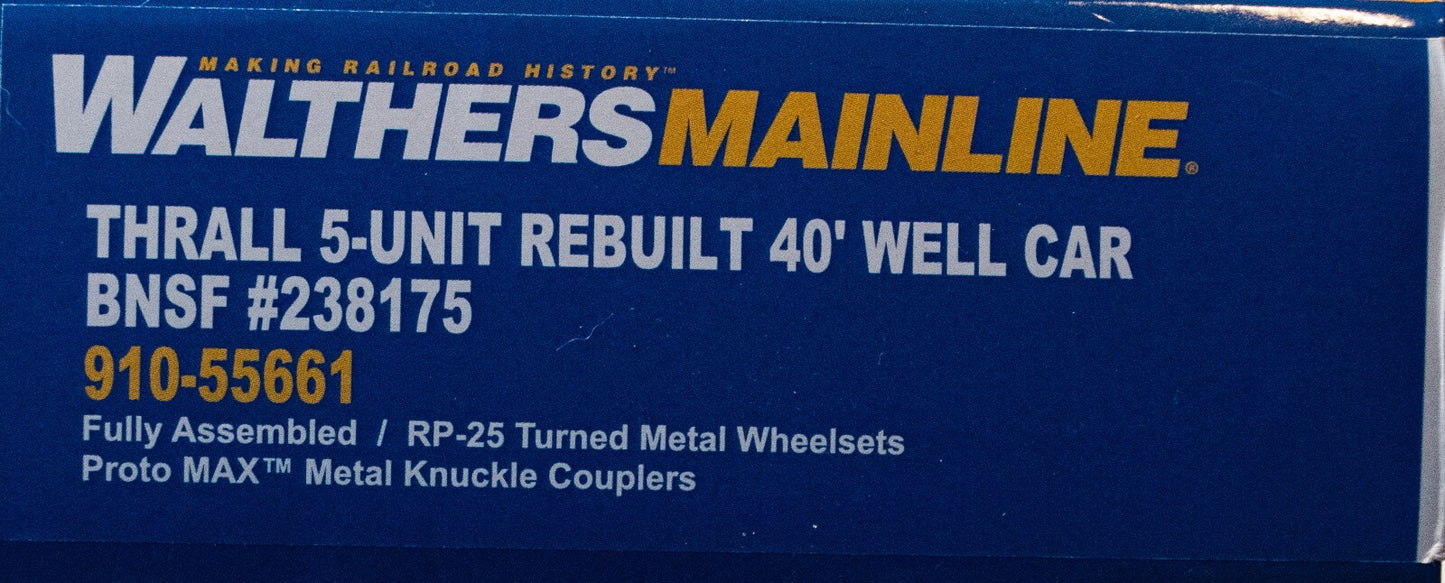 MAKING RAILROAD HISTORY™
WALTHERSMAINLINE®
THRALL 5-UNIT REBUILT 40' WELL CAR
BNSF #238175
910-55661
Fully Assembled / RP-25 Turned Metal Wheelsets
Proto MAX™ Metal Knuckle Couplers